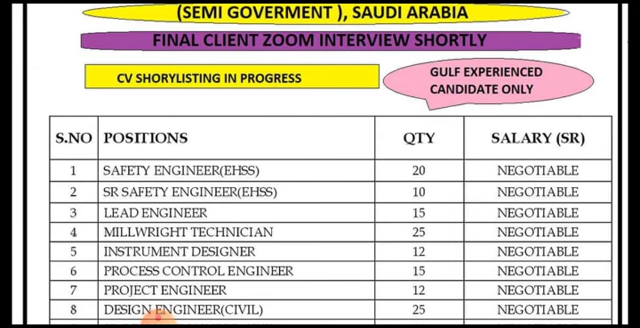 (SEMI GOVERMENT ), SAUDI ARABIA
FINAL CLIENT ZOOM INTERVIEW SHORTLY
CV SHORYLISTING IN PROGRESS
GULF EXPERIENCED
CANDIDATE ONLY
S.NO POSITIONS QTY SALARY (SR)
1 SAFETY ENGINEER(EHSS) 20 NEGOTIABLE
2 SR SAFETY ENGINEER(EHSS) 10 NEGOTIABLE
3 LEAD ENGINEER 15 NEGOTIABLE
4 MILLWRIGHT TECHNICIAN 25 NEGOTIABLE
5 INSTRUMENT DESIGNER 12 NEGOTIABLE
6 PROCESS CONTROL ENGINEER 15 NEGOTIABLE
7 PROJECT ENGINEER 12 NEGOTIABLE
8 DESIGN ENGINEER(CIVIL) 25 NEGOTIABLE